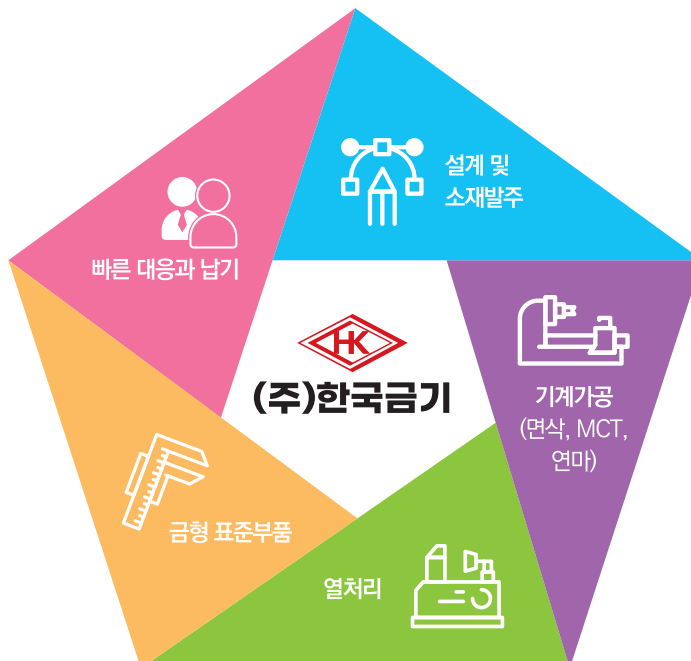 설계 및
소재발주
빠른 대응과 납기
HK
(주)한국금기
기계가공
(면삭, MCT,
연마)
금형 표준부품
열처리